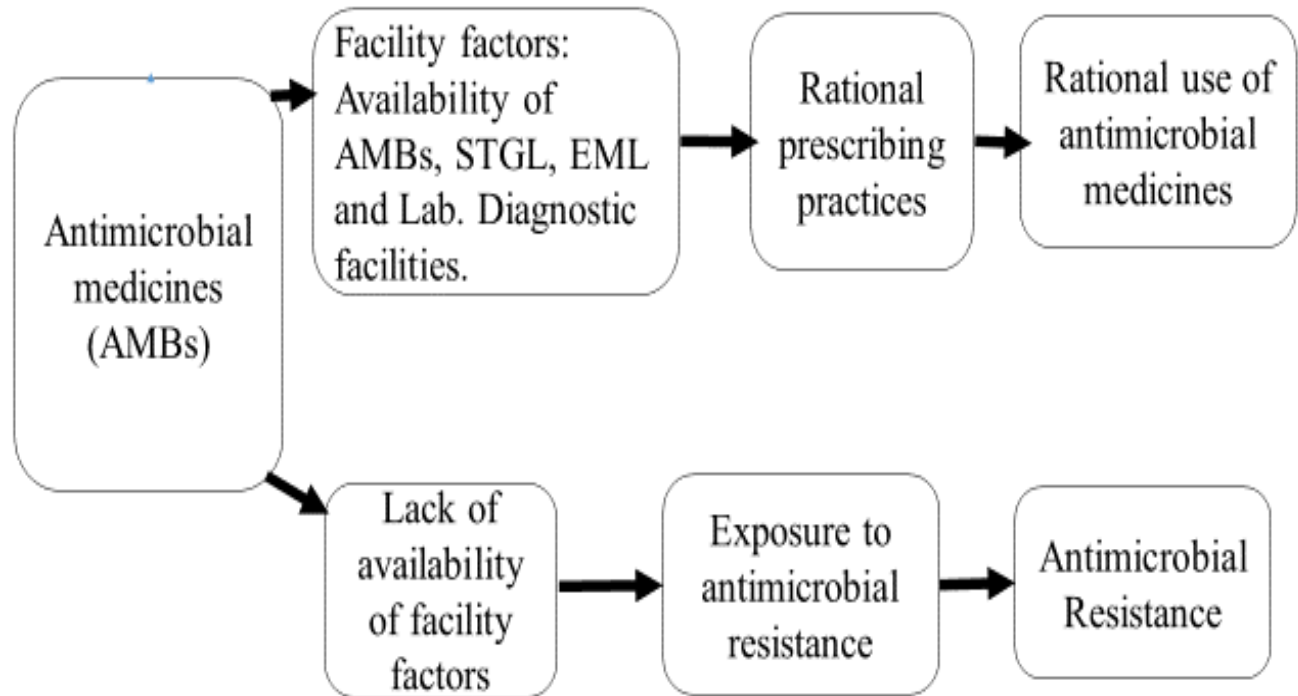 Antimicrobial
medicines
(AMBs)
Facility factors:
Availability of
AMBs, STGL, EML
and Lab. Diagnostic
facilities.
Rational
prescribing
practices
Rational use of
antimicrobial
medicines
Lack of
availability
of facility
factors
Exposure to
antimicrobial
resistance
Antimicrobial
Resistance